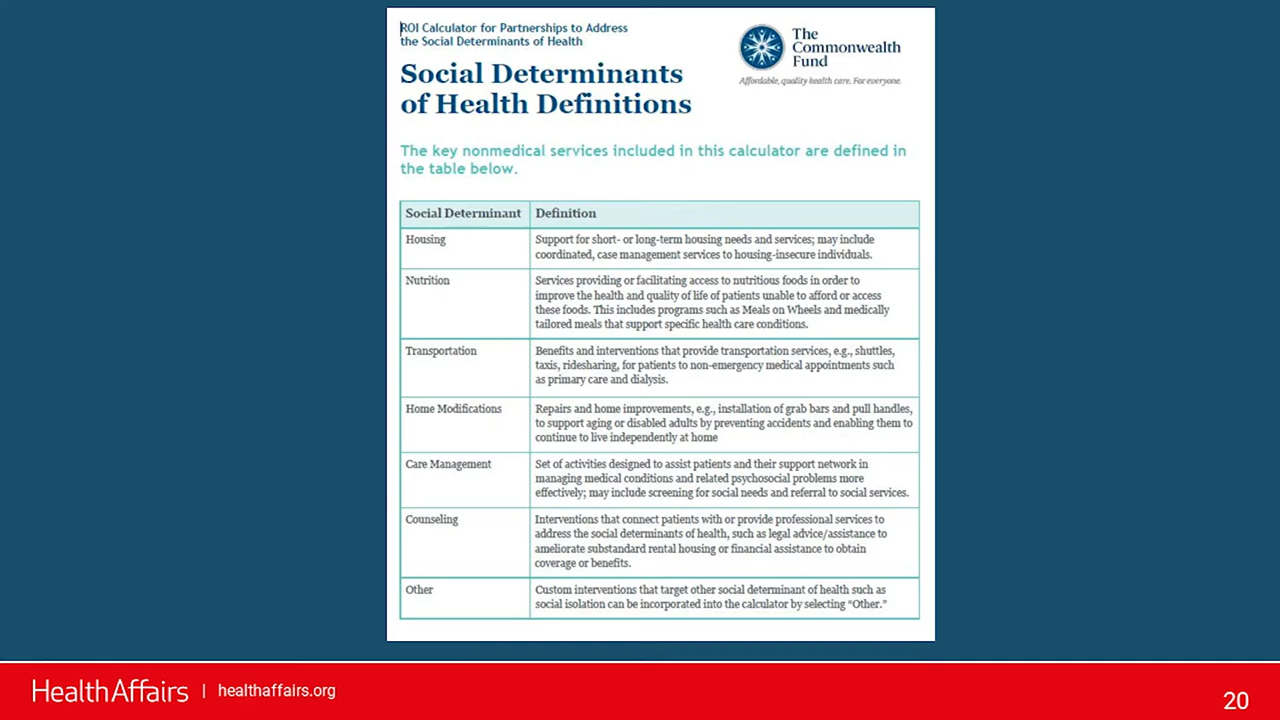 ROI Calculator for Partnerships to Address
the Social Determinants of Health
The
Commonwealth
Fund
Affordable, quality health care. For everyone.
Social Determinants
of Health Definitions
The key nonmedical services included in this calculator are defined in
the table below.
Social Determinant
Definition
Housing
Support for short- or long-term housing needs and services; may include
coordinated, case management services to housing-insecure individuals.
Nutrition
Services providing or facilitating access to nutritious foods in order to
improve the health and quality of life of patients unable to afford or access
these foods. This includes programs such as Meals on Wheels and medically
tailored meals that support specific health care conditions.
Transportation
Benefits and interventions that provide transportation services, e.g., shuttles,
taxis, ridesharing, for patients to non-emergency medical appointments such
as primary care and dialysis.
Home Modifications
Repairs and home improvements, e.g., installation of grab bars and pull handles,
to support aging or disabled adults by preventing accidents and enabling them to
continue to live independently at home
Care Management
Set of activities designed to assist patients and their support network in
managing medical conditions and related psychosocial problems more
effectively; may include screening for social needs and referral to social services.
Counseling
Interventions that connect patients with or provide professional services to
address the social determinants of health, such as legal advice/assistance to
ameliorate substandard rental housing or financial assistance to obtain
coverage or benefits.
Other
Custom interventions that target other social determinant of health such as
social isolation can be incorporated into the calculator by selecting “Other.”
HealthAffairs | healthaffairs.org
20